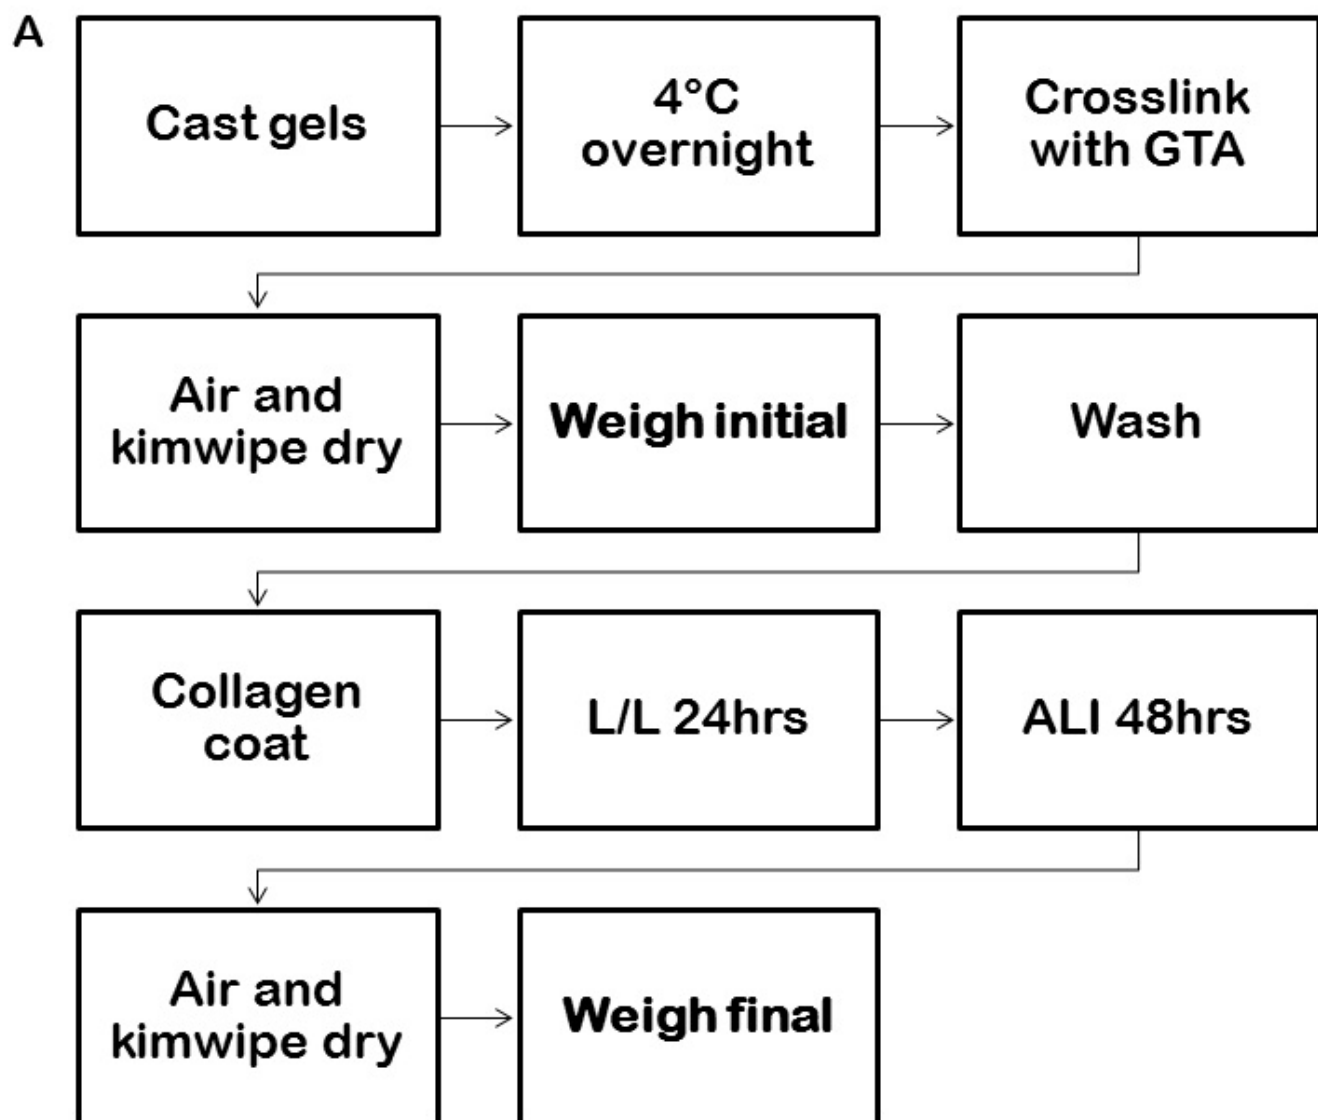 A
Cast gels
4°C
overnight
Crosslink
with GTA
Air and
kimwipe dry
Weigh initial
Wash
Collagen
coat
L/L 24hrs
ALI 48hrs
Air and
kimwipe dry
Weigh final